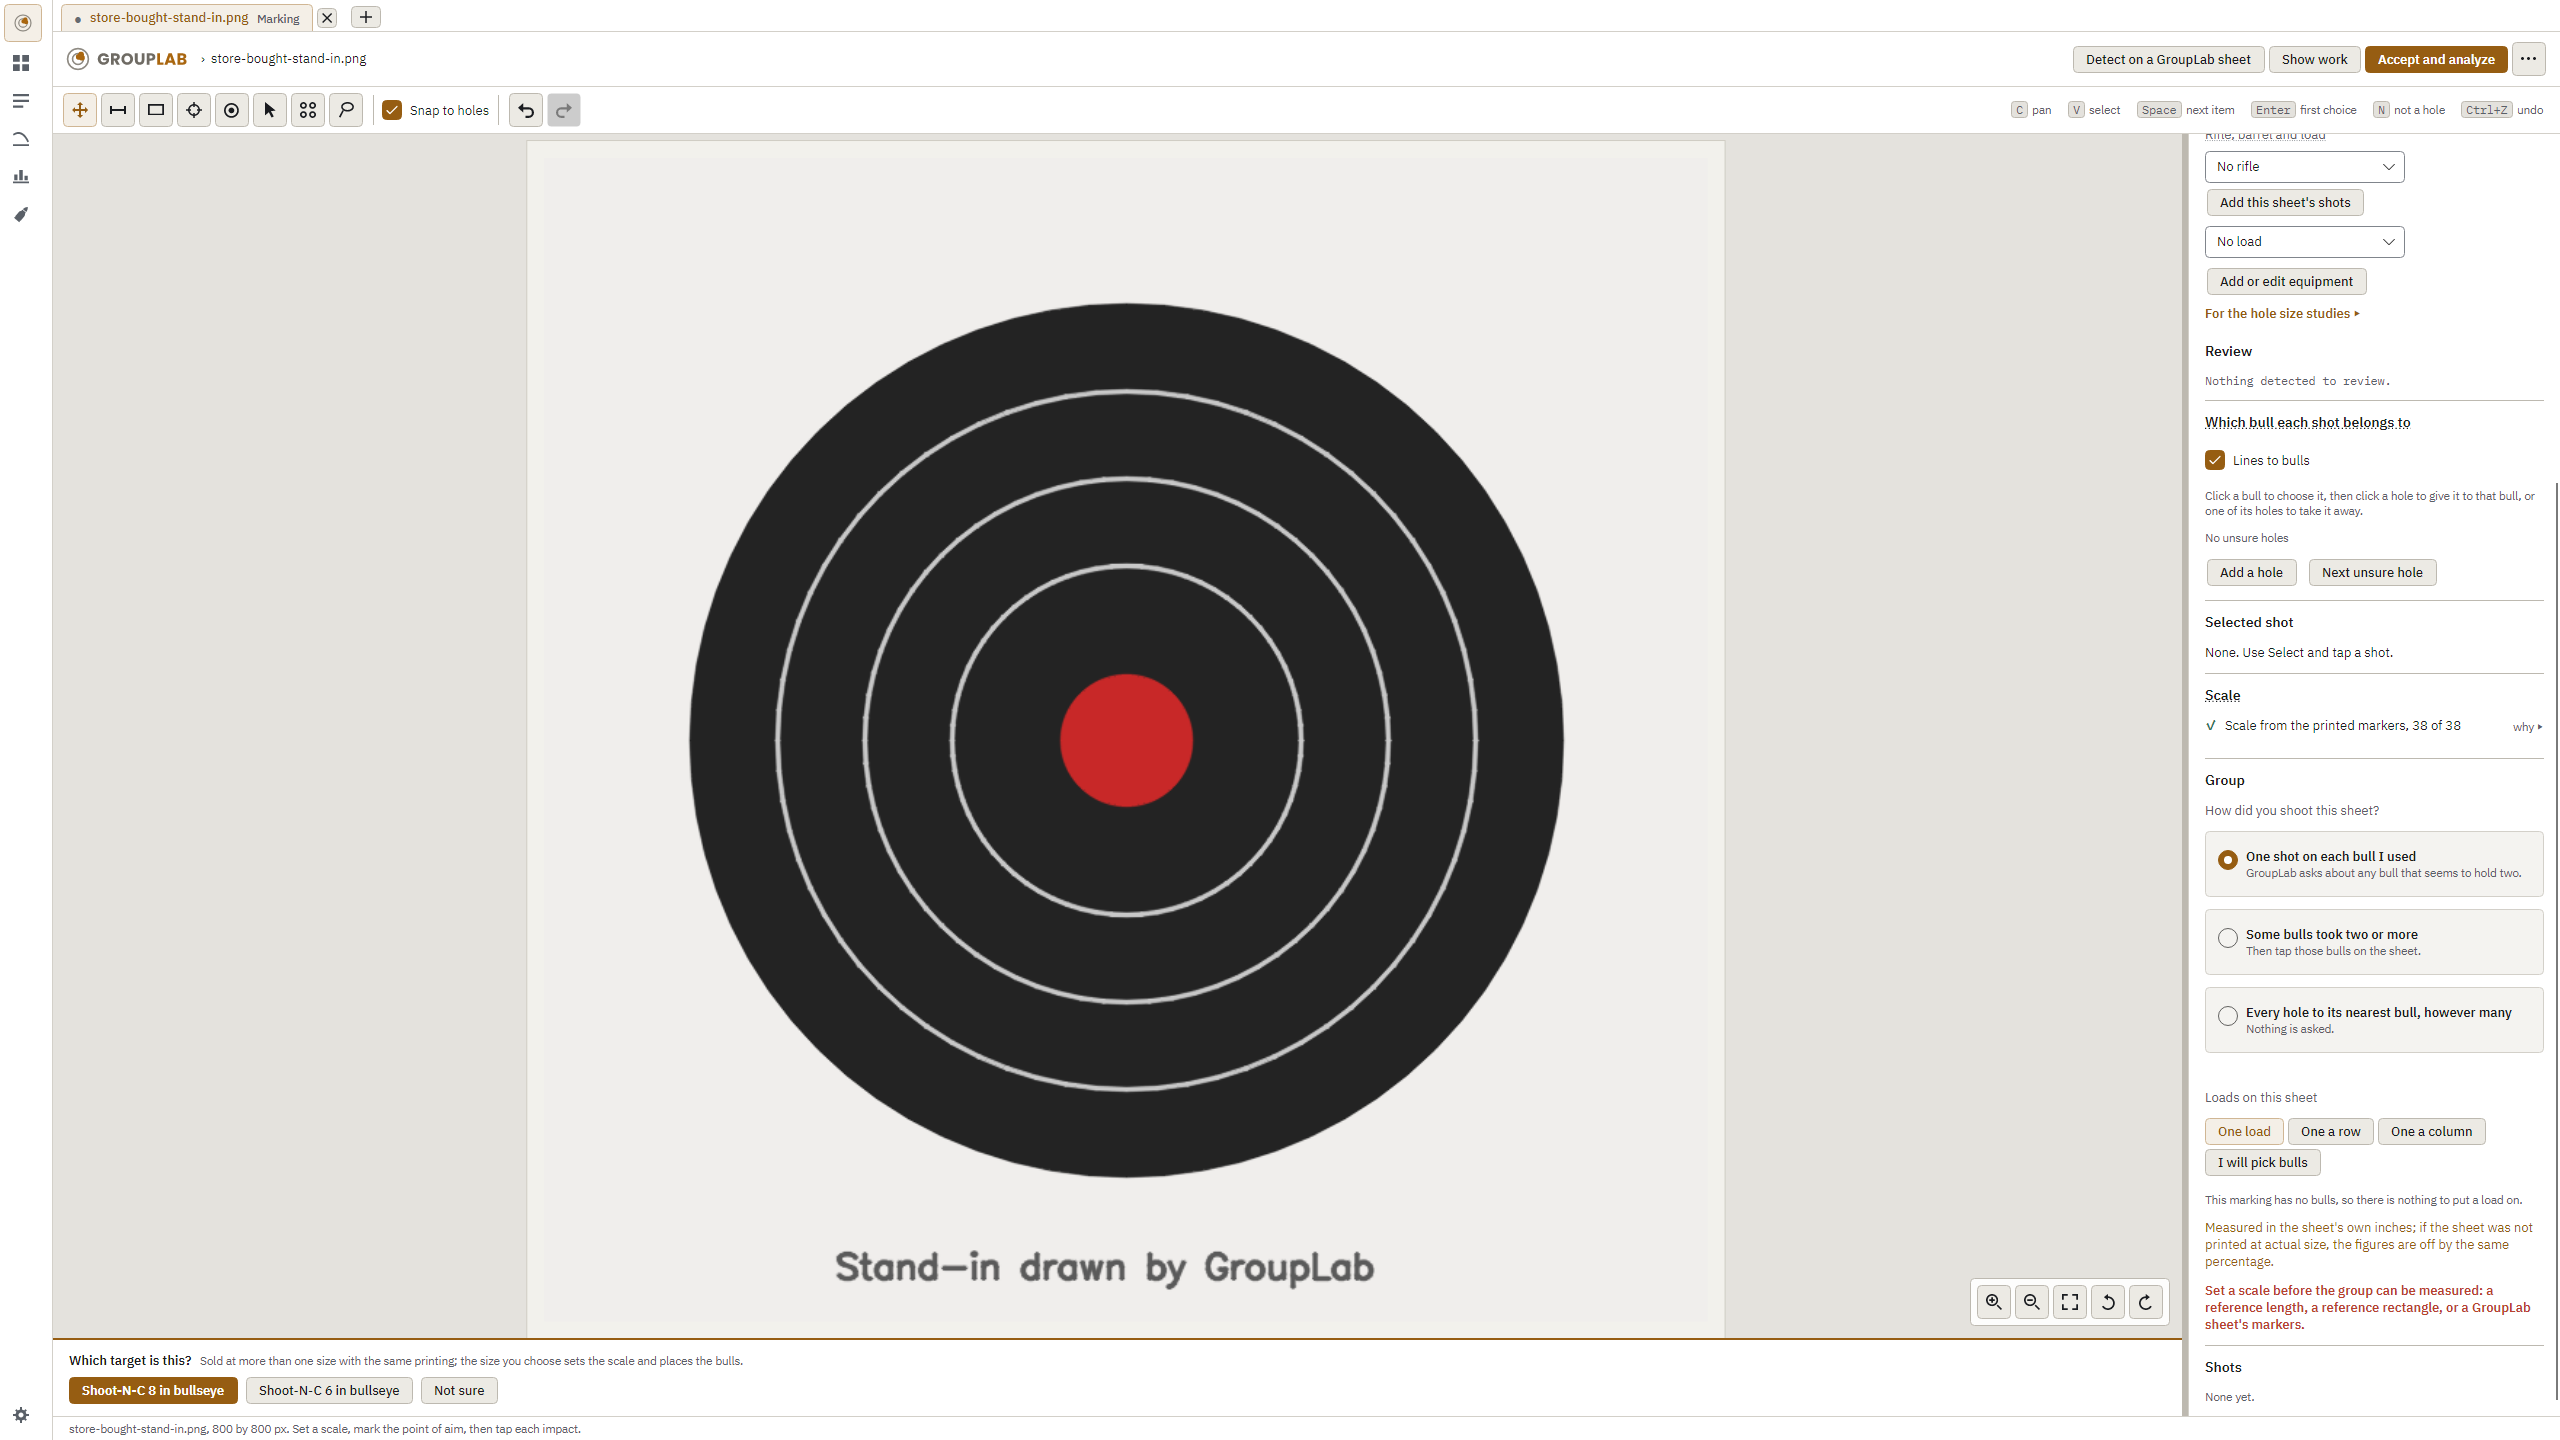 store-bought-stand-in.png Marking
GROUPLAB › store-bought-stand-in.png
Detect on a GroupLab sheet Show work Accept and analyze
Snap to holes
C pan V select Space next item Enter first choice N not a hole Ctrl+Z undo
Rifle, barrel and load
No rifle
Add this sheet's shots
No load
Add or edit equipment
For the hole size studies ▸
Review
Nothing detected to review.
Which bull each shot belongs to
Lines to bulls
Click a bull to choose it, then click a hole to give it to that bull, or
one of its holes to take it away.
No unsure holes
Add a hole Next unsure hole
Selected shot
None. Use Select and tap a shot.
Scale
✓ Scale from the printed markers, 38 of 38 why ▸
Group
How did you shoot this sheet?
One shot on each bull I used
GroupLab asks about any bull that seems to hold two.
Some bulls took two or more
Then tap those bulls on the sheet.
Every hole to its nearest bull, however many
Nothing is asked.
Loads on this sheet
One load One a row One a column
I will pick bulls
This marking has no bulls, so there is nothing to put a load on.
Measured in the sheet's own inches; if the sheet was not
printed at actual size, the figures are off by the same
percentage.
Set a scale before the group can be measured: a
reference length, a reference rectangle, or a GroupLab
sheet's markers.
Shots
None yet.
Stand-in drawn by GroupLab
Which target is this? Sold at more than one size with the same printing; the size you choose sets the scale and places the bulls.
Shoot-N-C 8 in bullseye Shoot-N-C 6 in bullseye Not sure
store-bought-stand-in.png, 800 by 800 px. Set a scale, mark the point of aim, then tap each impact.